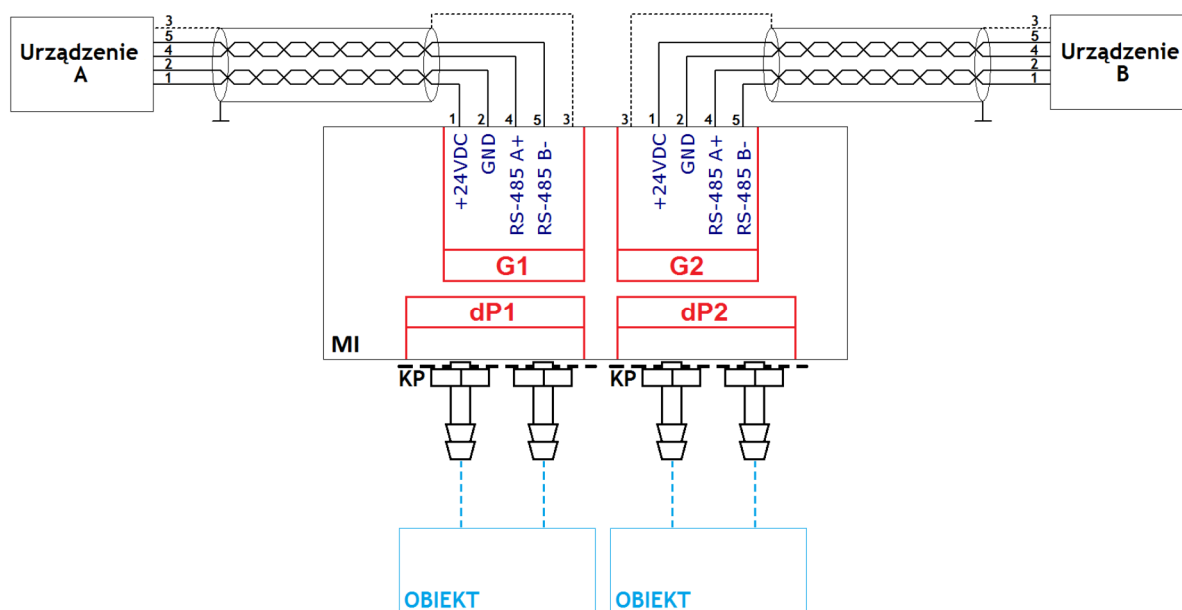 3
5
4
2
1
Urządzenie
A
3
5
4
2
1
Urządzenie
B
1 2 4 5 3
3 1 2 4 5
+24VDC
GND
RS-485 A+
RS-485 B-
+24VDC
GND
RS-485 A+
RS-485 B-
G1
G2
dP1
dP2
MI
KP
KP
OBIEKT
OBIEKT